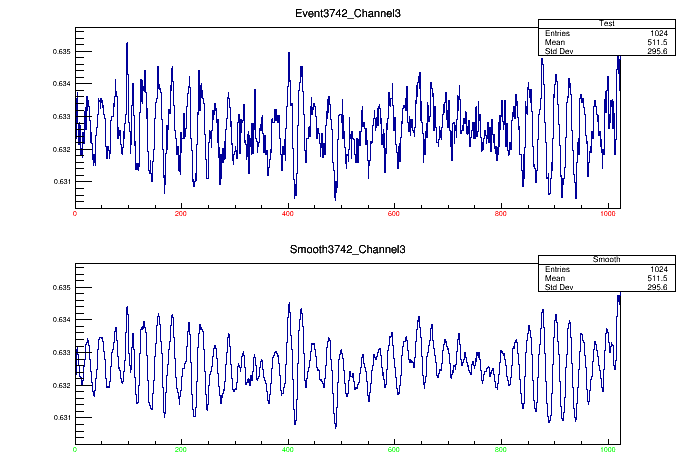 Event3742_Channel3
Test
Entries 1024
Mean 511.5
Std Dev 295.6
0.635
0.634
0.633
0.632
0.631
0 200 400 600 800 1000
Smooth3742_Channel3
Smooth
Entries 1024
Mean 511.5
Std Dev 295.6
0.635
0.634
0.633
0.632
0.631
0 200 400 600 800 1000